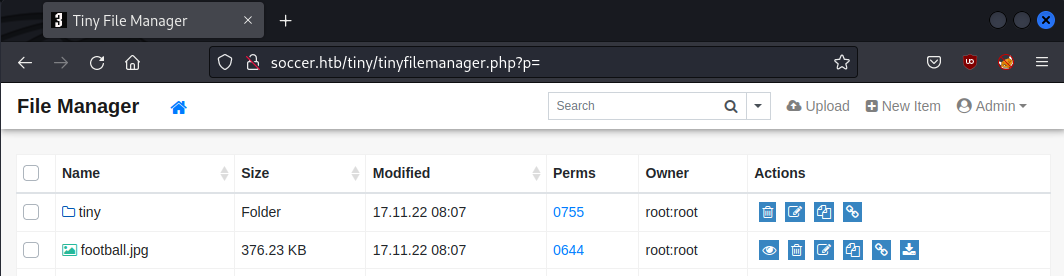 Tiny File Manager
soccer.htb/tiny/tinyfilemanager.php?p=
File Manager Search Upload New Item Admin
Name Size Modified Perms Owner Actions
tiny Folder 17.11.22 08:07 0755 root:root
football.jpg 376.23 KB 17.11.22 08:07 0644 root:root